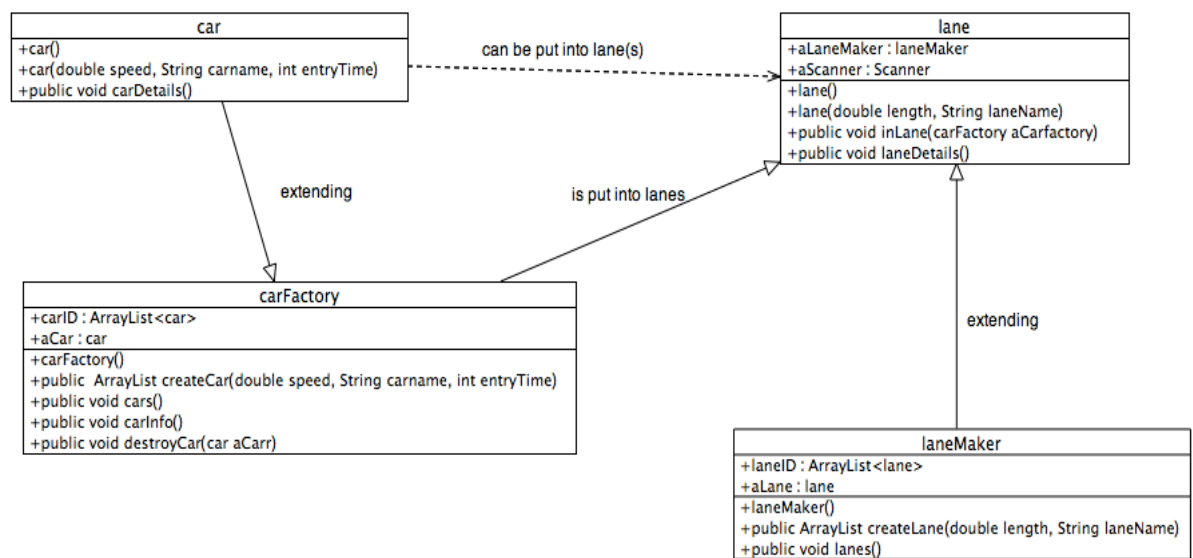 car
+car()
+car(double speed, String carname, int entryTime)
+public void carDetails()
can be put into lane(s)
lane
+aLaneMaker : laneMaker
+aScanner : Scanner
+lane()
+lane(double length, String laneName)
+public void inLane(carFactory aCarfactory)
+public void laneDetails()
extending
is put into lanes
carFactory
+carID : ArrayList<car>
+aCar : car
+carFactory()
+public ArrayList createCar(double speed, String carname, int entryTime)
+public void cars()
+public void carInfo()
+public void destroyCar(car aCarr)
extending
laneMaker
+laneID : ArrayList<lane>
+aLane : lane
+laneMaker()
+public ArrayList createLane(double length, String laneName)
+public void lanes()